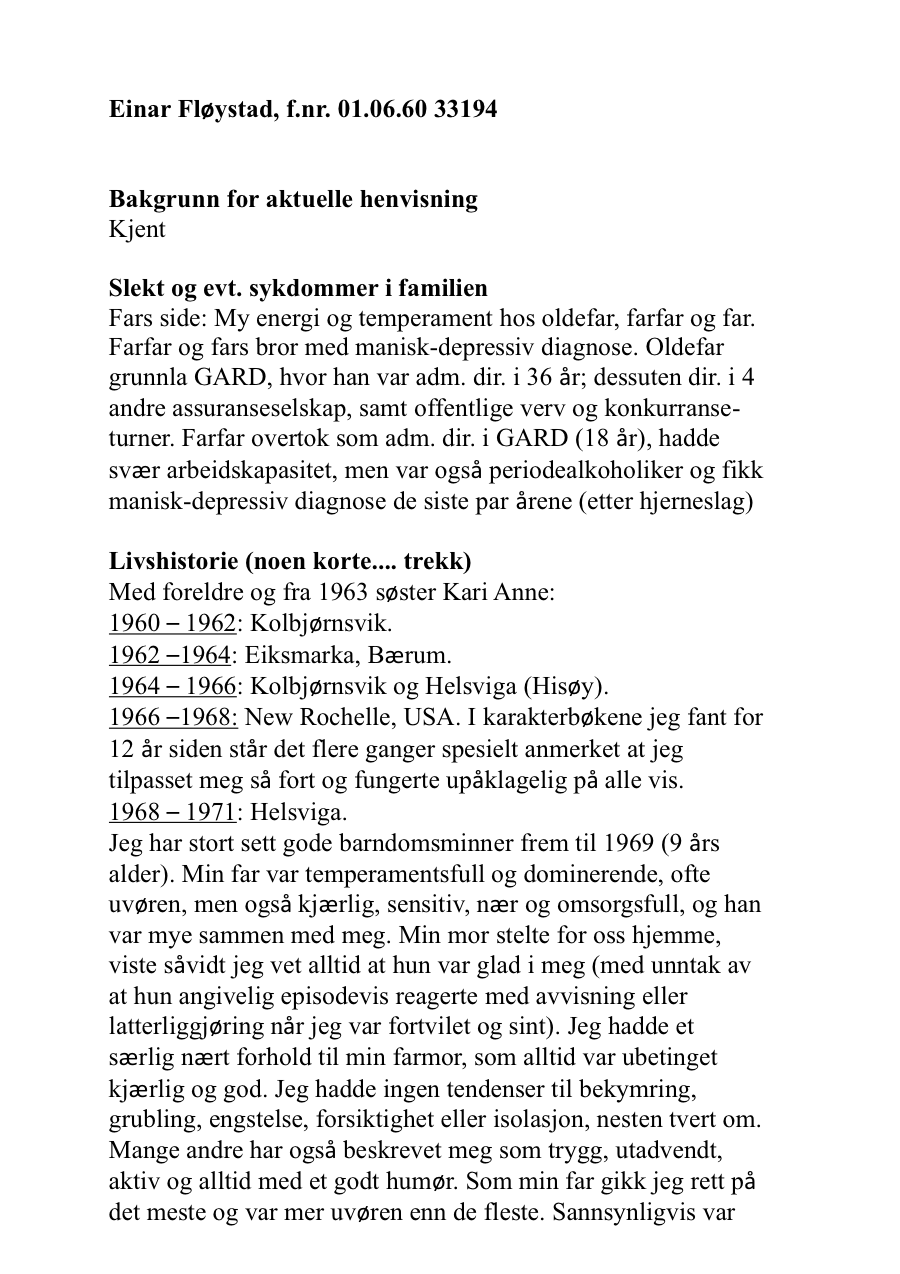 Einar Fløystad, f.nr. 01.06.60 33194
Bakgrunn for aktuelle henvisning
Kjent
Slekt og evt. sykdommer i familien
Fars side: My energi og temperament hos oldefar, farfar og far.
Farfar og fars bror med manisk-depressiv diagnose. Oldefar
grunnla GARD, hvor han var adm. dir. i 36 år; dessuten dir. i 4
andre assuranseselskap, samt offentlige verv og konkurranse-
turner. Farfar overtok som adm. dir. i GARD (18 år), hadde
svær arbeidskapasitet, men var også periodealkoholiker og fikk
manisk-depressiv diagnose de siste par årene (etter hjerneslag)
Livshistorie (noen korte.... trekk)
Med foreldre og fra 1963 søster Kari Anne:
1960 – 1962: Kolbjørnsvik.
1962 –1964: Eiksmarka, Bærum.
1964 – 1966: Kolbjørnsvik og Helsviga (Hisøy).
1966 –1968: New Rochelle, USA. I karakterbøkene jeg fant for
12 år siden står det flere ganger spesielt anmerket at jeg
tilpasset meg så fort og fungerte upåklagelig på alle vis.
1968 – 1971: Helsviga.
Jeg har stort sett gode barndomsminner frem til 1969 (9 års
alder). Min far var temperamentsfull og dominerende, ofte
uvøren, men også kjærlig, sensitiv, nær og omsorgsfull, og han
var mye sammen med meg. Min mor stelte for oss hjemme,
viste såvidt jeg vet alltid at hun var glad i meg (med unntak av
at hun angivelig episodevis reagerte med avvisning eller
latterliggjøring når jeg var fortvilet og sint). Jeg hadde et
særlig nært forhold til min farmor, som alltid var ubetinget
kjærlig og god. Jeg hadde ingen tendenser til bekymring,
grubling, engstelse, forsiktighet eller isolasjon, nesten tvert om.
Mange andre har også beskrevet meg som trygg, utadvendt,
aktiv og alltid med et godt humør. Som min far gikk jeg rett på
det meste og var mer uvøren enn de fleste. Sannsynligvis var